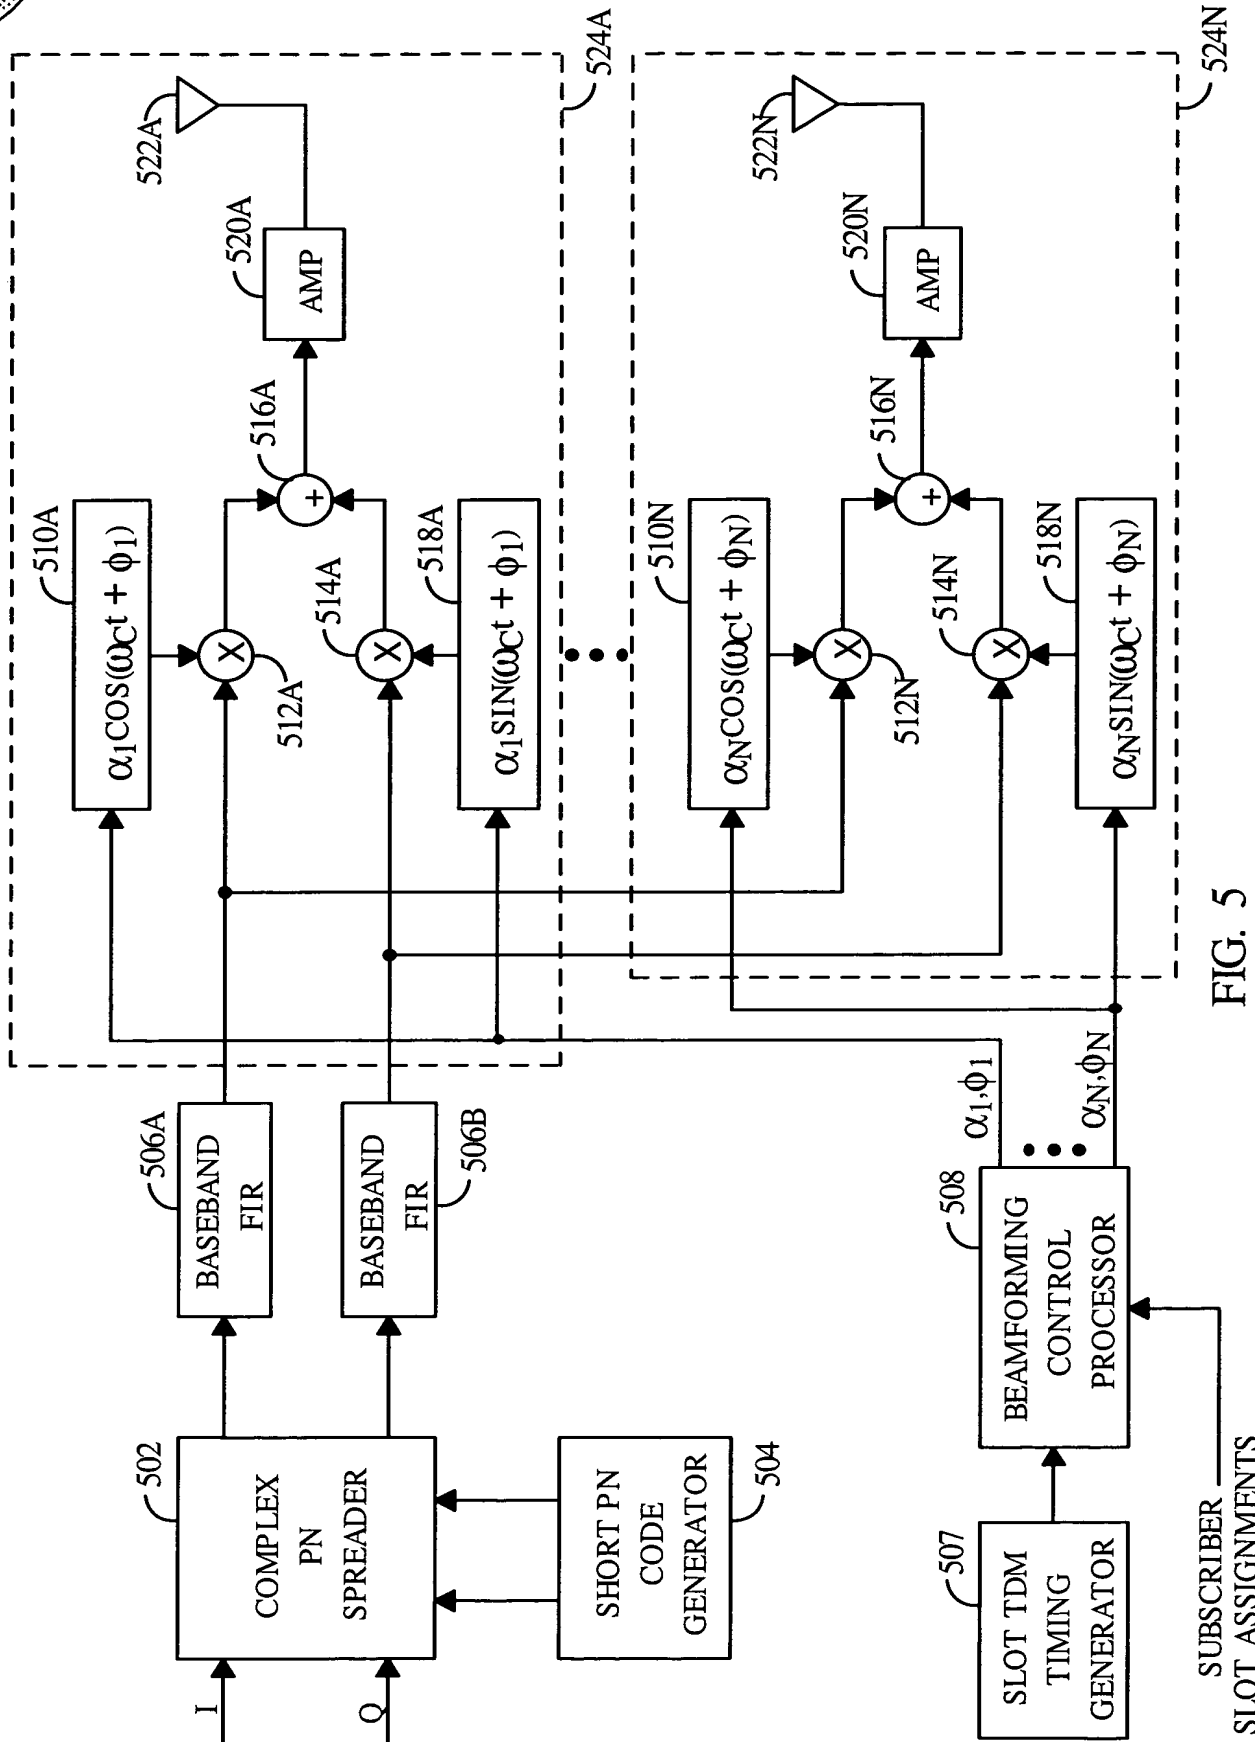 I
Q
502
COMPLEX
PN
SPREADER
SHORT PN
CODE
GENERATOR
504
506A
BASEBAND
FIR
BASEBAND
FIR
506B
507
SLOT TDM
TIMING
GENERATOR
508
BEAMFORMING
CONTROL
PROCESSOR
SUBSCRIBER
SLOT ASSIGNMENTS
α1,ϕ1
αN,ϕN
510A
α1COS(ωCt + ϕ1)
512A
X
514A
X
516A
+
518A
α1SIN(ωCt + ϕ1)
520A
AMP
522A
524A
510N
αNCOS(ωCt + ϕN)
512N
X
514N
X
516N
+
518N
αNSIN(ωCt + ϕN)
520N
AMP
522N
524N
FIG. 5